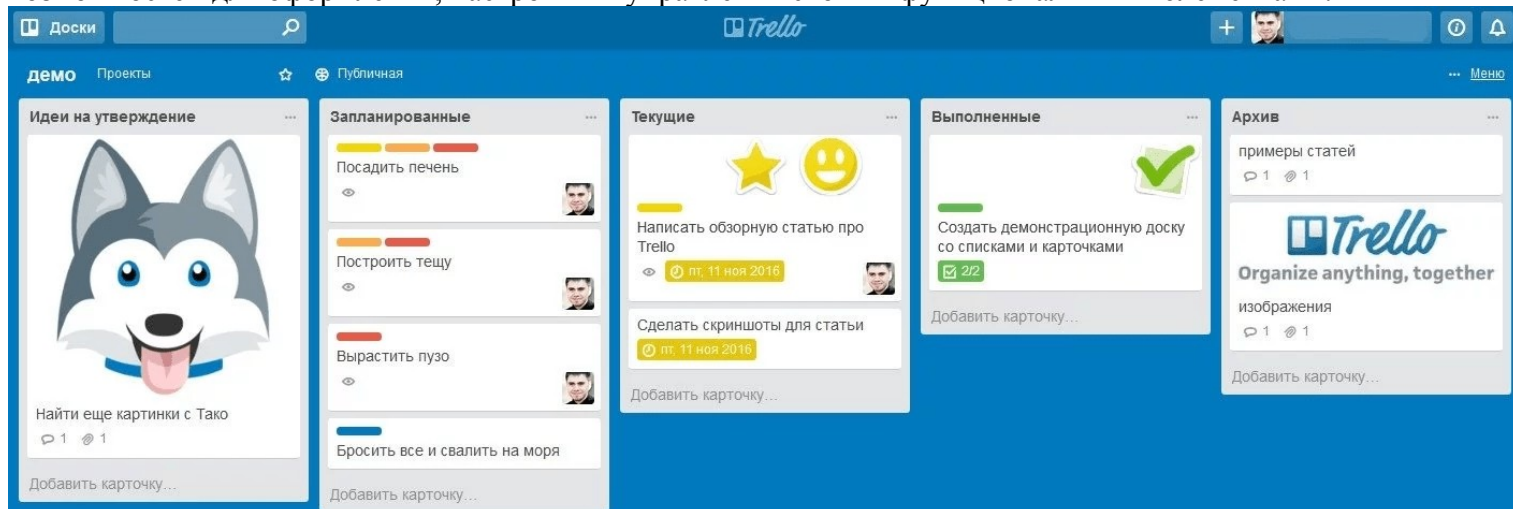 Доски
Trello
демо
Проекты
Публичная
Меню
Идеи на утверждение
Найти еще картинки с Тако
1 1
Добавить карточку...
Запланированные
Посадить печень
Построить тещу
Вырастить пузо
Бросить все и свалить на моря
Добавить карточку...
Текущие
Написать обзорную статью про
Trello
пт, 11 ноя 2016
Сделать скриншоты для статьи
пт, 11 ноя 2016
Добавить карточку...
Выполненные
Создать демонстрационную доску
со списками и карточками
2/2
Добавить карточку...
Архив
примеры статей
1 1
Trello
Organize anything, together
изображения
1 1
Добавить карточку...